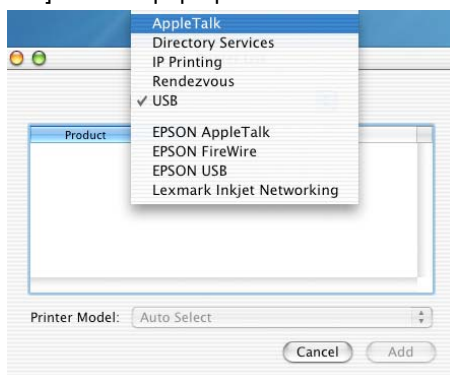 AppleTalk
Directory Services
IP Printing
Rendezvous
✓ USB
EPSON AppleTalk
EPSON FireWire
EPSON USB
Lexmark Inkjet Networking
Product
Printer Model: Auto Select
Cancel Add